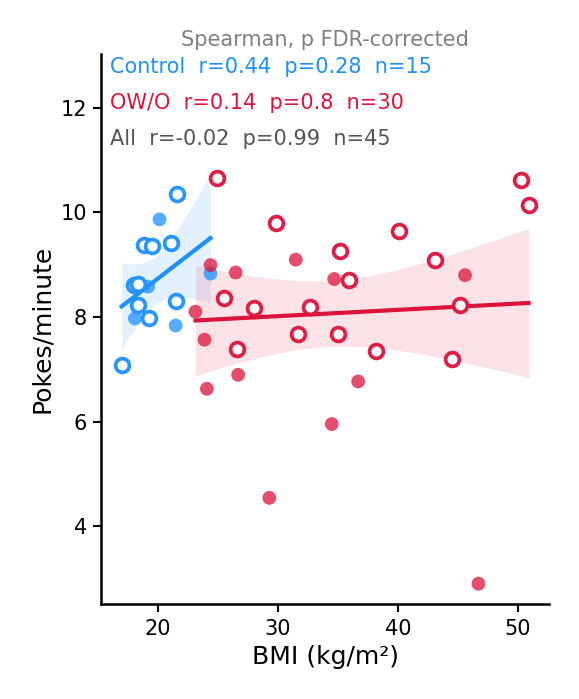 Spearman, p FDR-corrected
Control  r=0.44  p=0.28  n=15
OW/O  r=0.14  p=0.8  n=30
All  r=-0.02  p=0.99  n=45
12
10
8
6
4
Pokes/minute
20 30 40 50
BMI (kg/m²)